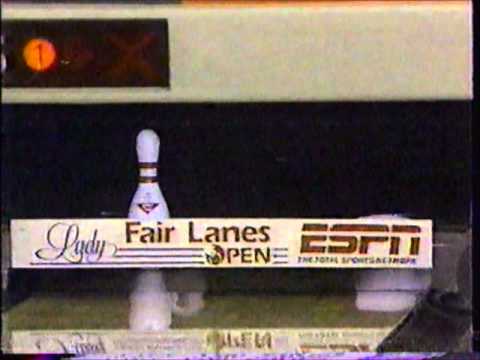 1
Lady Fair Lanes
OPEN
ESPN
THE TOTAL SPORTS NETWORK